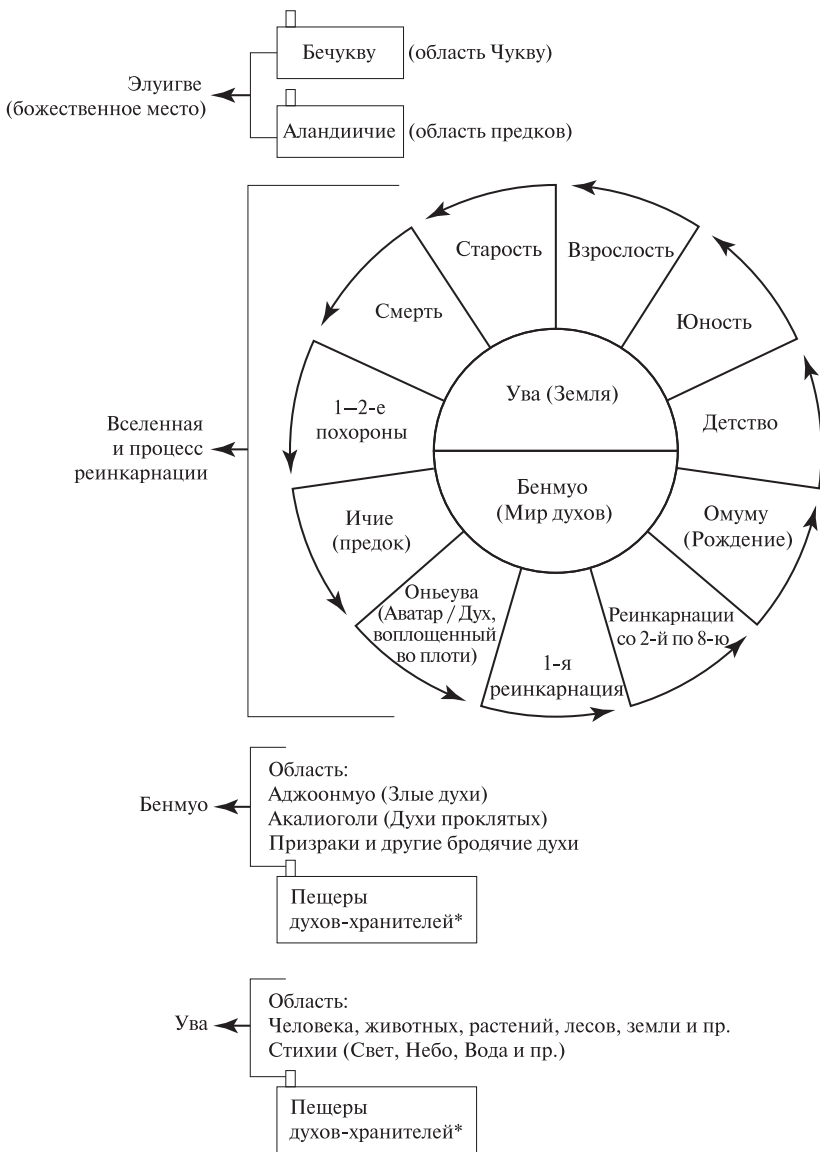 Бечукву
(область Чукву)
Элуигве
(божественное место)
Аландиичие
(область предков)
Старость
Взрослость
Смерть
Юность
1–2-е
похороны
Ува (Земля)
Детство
Вселенная
и процесс
реинкарнации
Бенмуо
(Мир духов)
Ичие
(предок)
Омуму
(Рождение)
Оньеува
(Аватар / Дух,
воплощенный
во плоти)
1-я
реинкарнация
Реинкарнации
со 2-й по 8-ю
Бенмуо
Область:
Аджоонмуо (Злые духи)
Акалиоголи (Духи проклятых)
Призраки и другие бродячие духи
Пещеры
духов-хранителей*
Ува
Область:
Человека, животных, растений, лесов, земли и пр.
Стихии (Свет, Небо, Вода и пр.)
Пещеры
духов-хранителей*